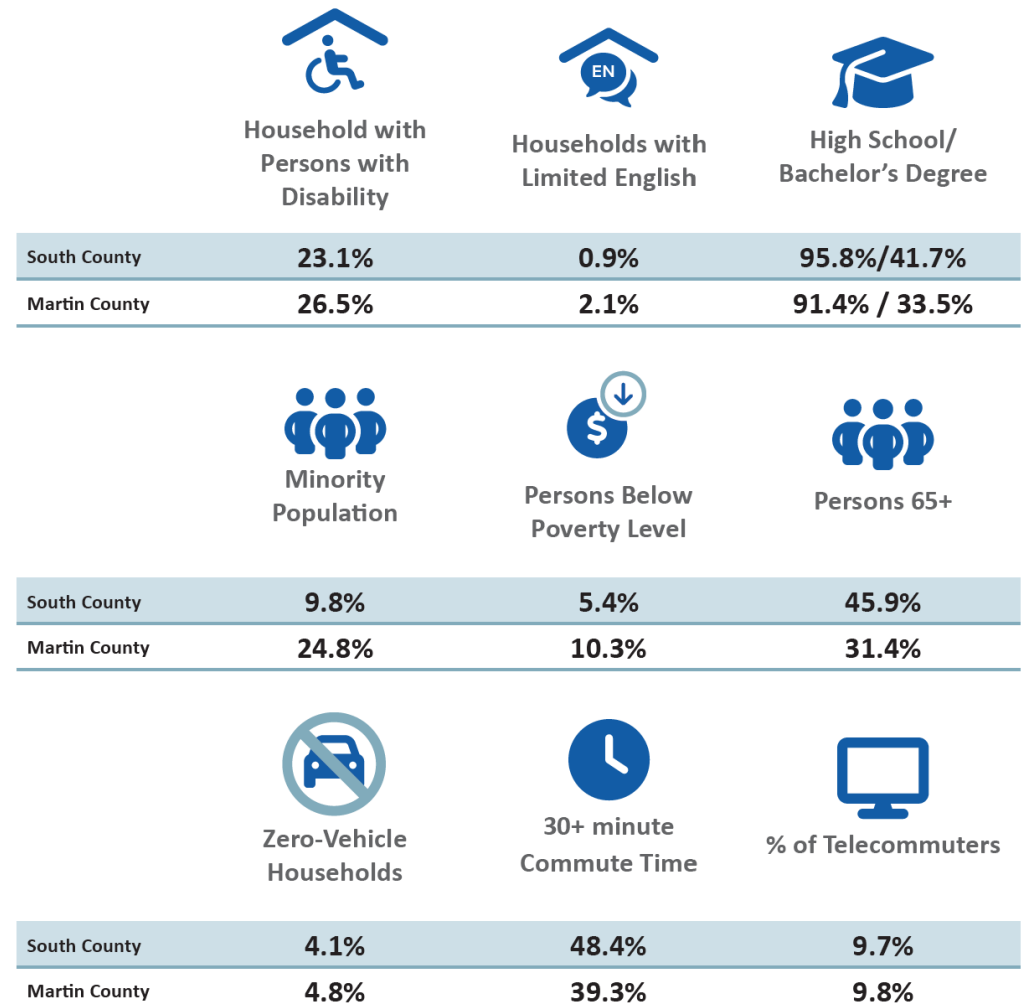 EN
Household with
Persons with
Disability
Households with
Limited English
High School/
Bachelor's Degree
South County 23.1% 0.9% 95.8%/41.7%
Martin County 26.5% 2.1% 91.4% / 33.5%
$
Minority
Population
Persons Below
Poverty Level
Persons 65+
South County 9.8% 5.4% 45.9%
Martin County 24.8% 10.3% 31.4%
Zero-Vehicle
Households
30+ minute
Commute Time
% of Telecommuters
South County 4.1% 48.4% 9.7%
Martin County 4.8% 39.3% 9.8%